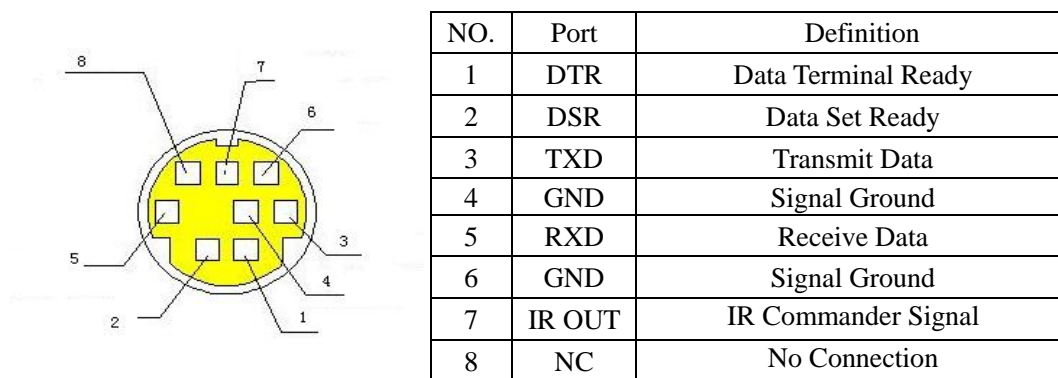 8
7
6
5
3
4
2
1
NO. Port Definition
1 DTR Data Terminal Ready
2 DSR Data Set Ready
3 TXD Transmit Data
4 GND Signal Ground
5 RXD Receive Data
6 GND Signal Ground
7 IR OUT IR Commander Signal
8 NC No Connection